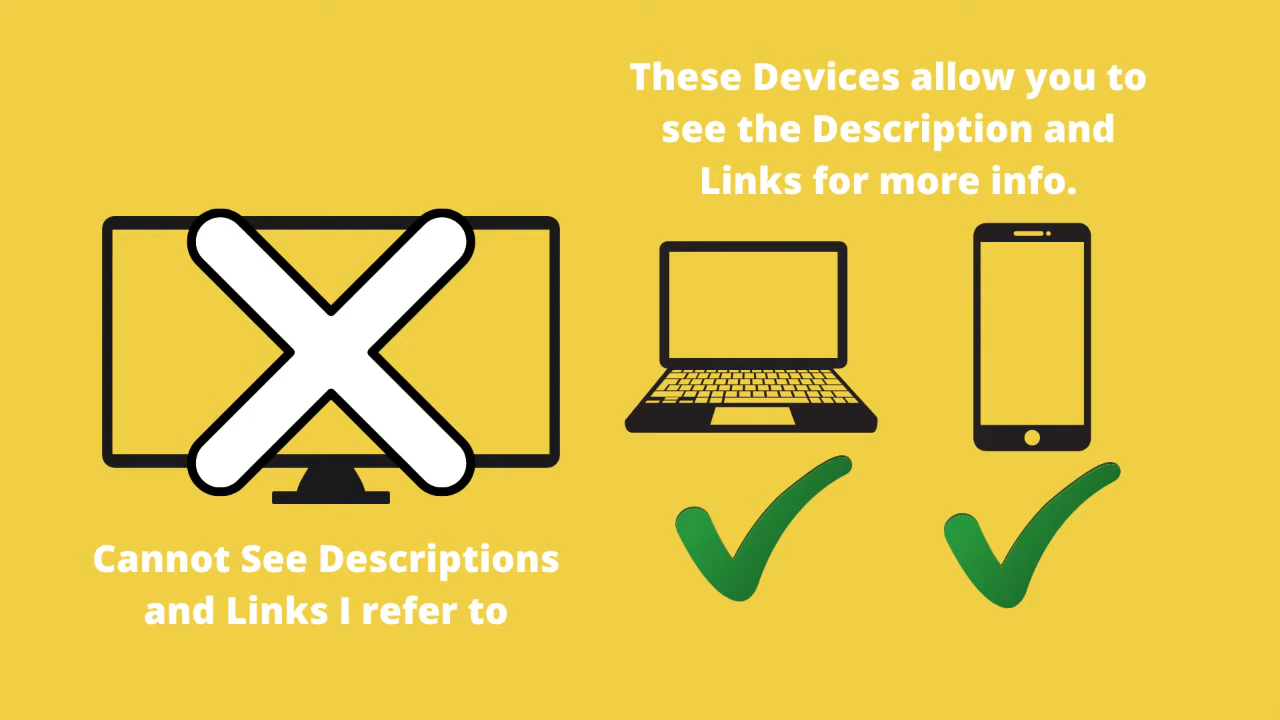 These Devices allow you to
see the Description and
Links for more info.
Cannot See Descriptions
and Links I refer to